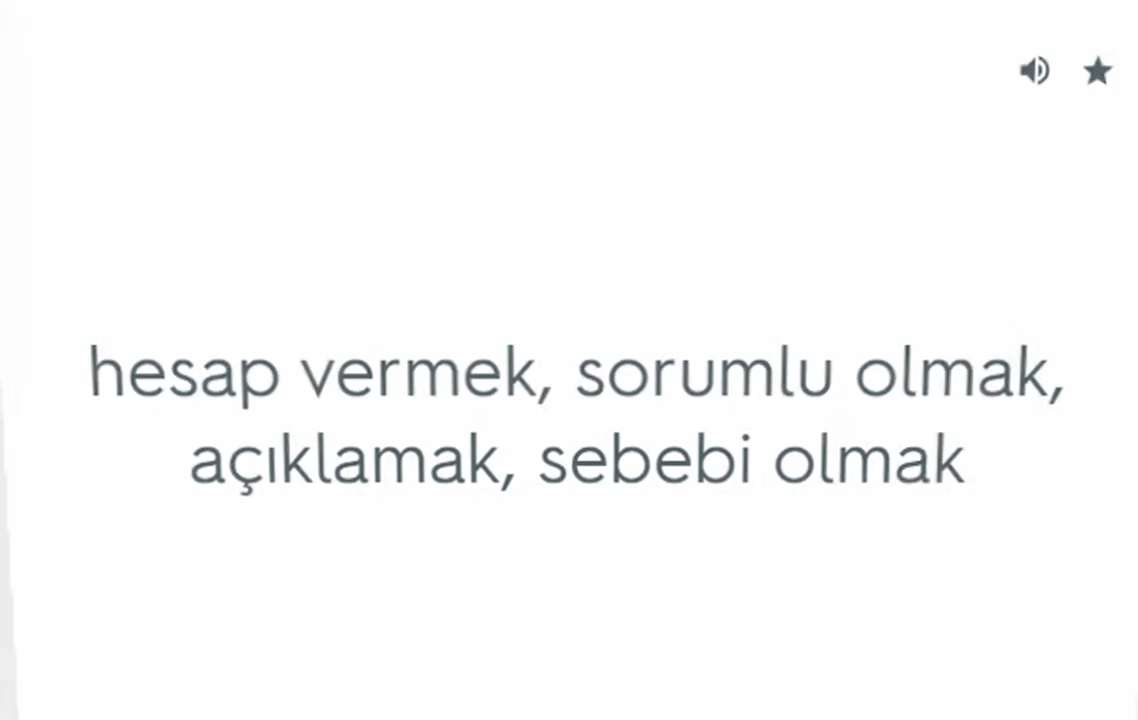 hesap vermek, sorumlu olmak,
açıklamak, sebebi olmak